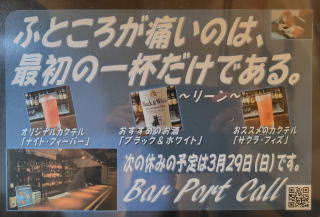 ふところが痛いのは、
最初の一杯だけである。
～リーン～
オリジナルカクテル
「ナイト・フィーバー」
おすすめのお酒
「ブラック＆ホワイト」
おススメのカクテル
「サクラ・フィズ」
Black & White
次の休みの予定は3月29日(日)です。
Bar Port Call